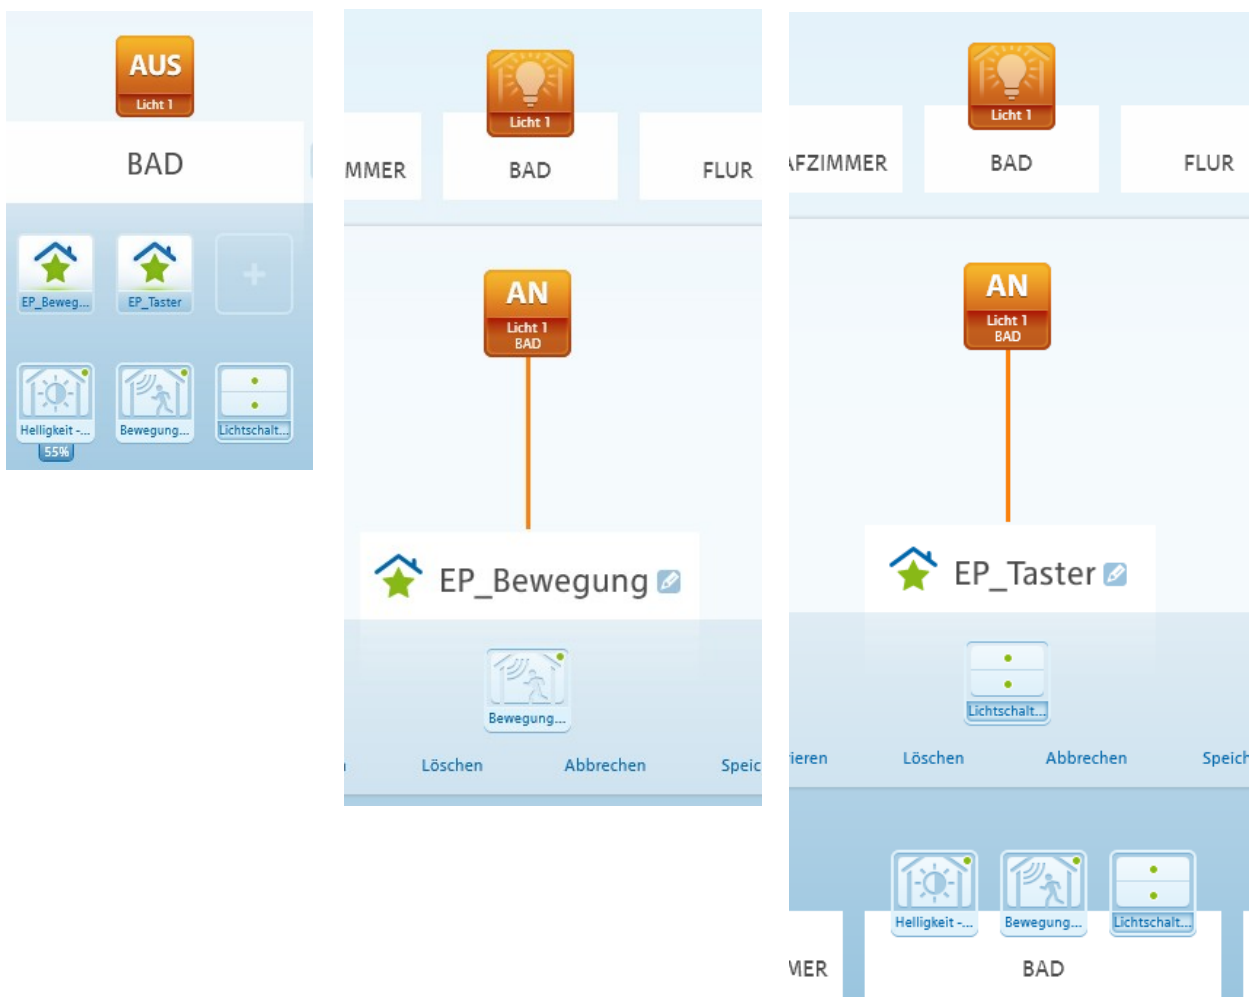 AUS
Licht 1
BAD
EP_Beweg...
EP_Taster
Helligkeit -...
Bewegung...
Lichtschalt...
55%
Licht 1
MMER
BAD
FLUR
AN
Licht 1
BAD
EP_Bewegung
Bewegung...
Löschen
Abbrechen
Speic
Licht 1
AFZIMMER
BAD
FLUR
AN
Licht 1
BAD
EP_Taster
Lichtschalt...
ieren
Löschen
Abbrechen
Speich
Helligkeit -...
Bewegung...
Lichtschalt...
MER
BAD